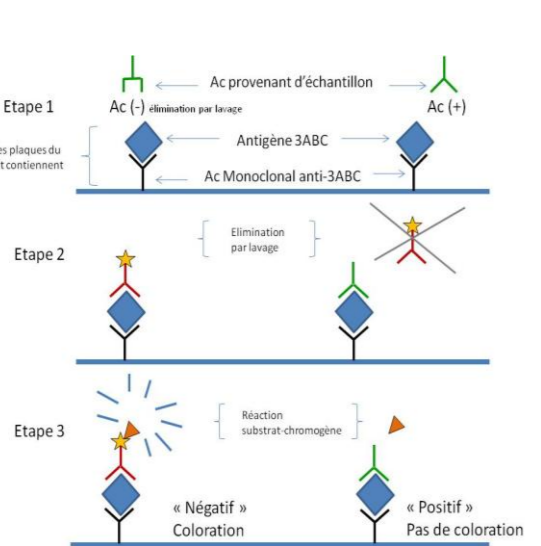 Ac provenant d'échantillon
Etape 1
Ac (-) élimination par lavage
Ac (+)
es plaques du
t contiennent
Antigène 3ABC
Ac Monoclonal anti-3ABC
Etape 2
Elimination
par lavage
Etape 3
Réaction
substrat-chromogène
« Négatif »
Coloration
« Positif »
Pas de coloration